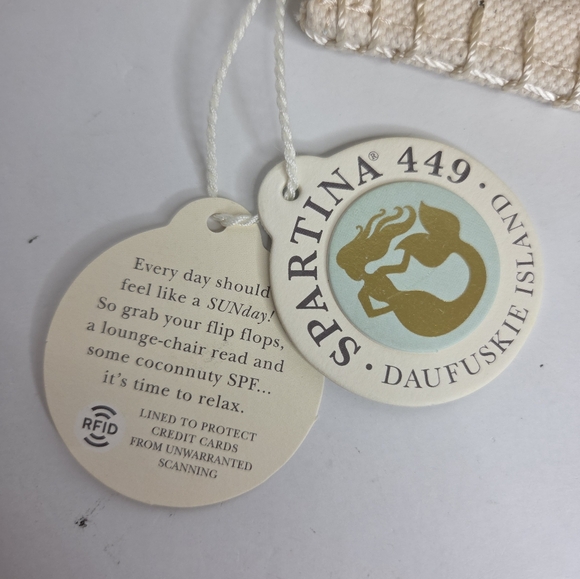 Every day should
feel like a SUNday!
So grab your flip flops,
a lounge-chair read and
some coconnuty SPF...
it's time to relax.
RFID
LINED TO PROTECT
CREDIT CARDS
FROM UNWARRANTED
SCANNING
SPARTINA® 449 ·
DAUFUSKIE ISLAND ·